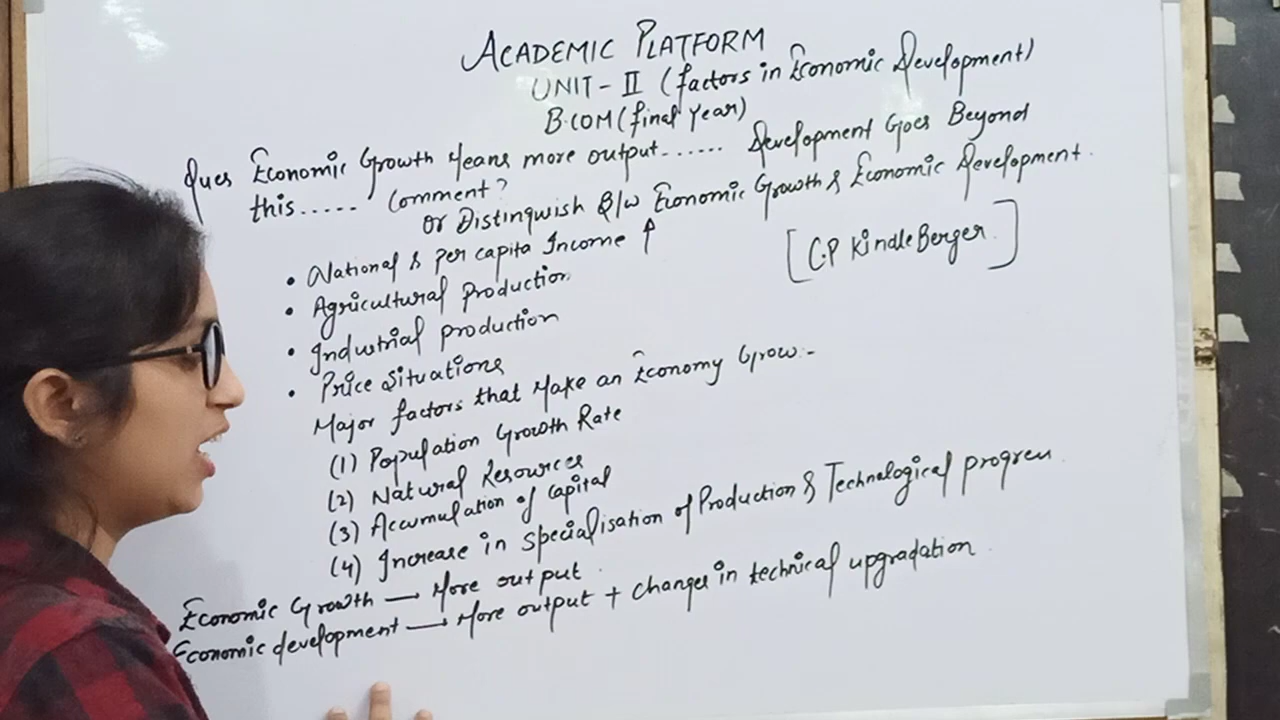 ACADEMIC PLATFORM
UNIT - II (factors in Economic Development)
B.COM (final Year)
Ques Economic Growth Means more output...... Development Goes Beyond
this..... Comment?
or Distinqwish B/w Economic Growth & Economic Development.
• National & per capita Income ↑
[C.P KindleBerger.]
• Agricultural production
• Industrial production
• Price situations
Major factors that Make an Economy Grow:-
(1) Population Growth Rate
(2) Natural Resources
(3) Accumulation of Capital
(4) Increase in specialisation of Production & Technological progress
Economic Growth — More output
Economic development — More output + changes in technical upgradation